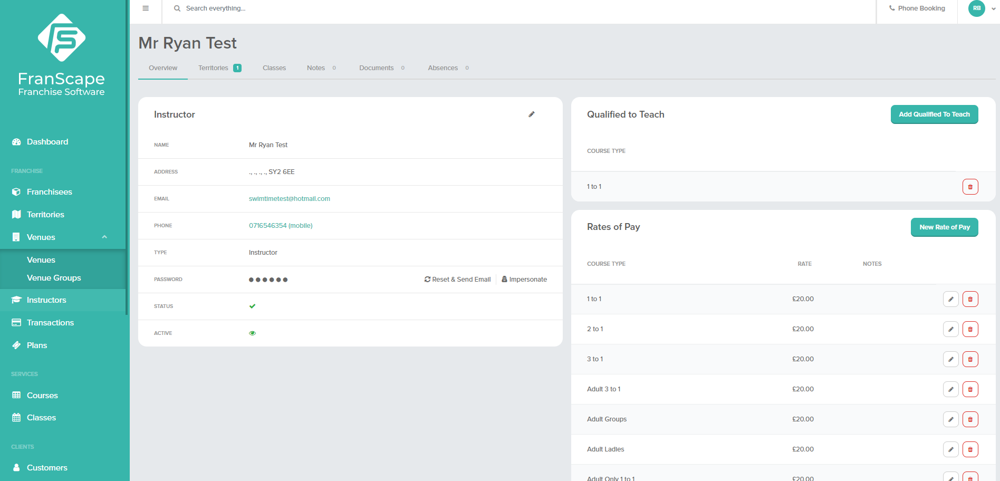 FranScape
Franchise Software
Dashboard
FRANCHISE
Franchisees
Territories
Venues
Venues
Venue Groups
Instructors
Transactions
Plans
SERVICES
Courses
Classes
CLIENTS
Customers
Search everything...
Phone Booking
RB
Mr Ryan Test
Overview
Territories 1
Classes
Notes 0
Documents 0
Absences 0
Instructor
NAME Mr Ryan Test
ADDRESS ., ., ., ., SY2 6EE
EMAIL swimtimetest@hotmail.com
PHONE 0716546354 (mobile)
TYPE Instructor
PASSWORD ●●●●●● Reset & Send Email Impersonate
STATUS
ACTIVE
Qualified to Teach
Add Qualified To Teach
COURSE TYPE
1 to 1
Rates of Pay
New Rate of Pay
COURSE TYPE RATE NOTES
1 to 1 £20.00
2 to 1 £20.00
3 to 1 £20.00
Adult 3 to 1 £20.00
Adult Groups £20.00
Adult Ladies £20.00
Adult Only 1 to 1 £20.00